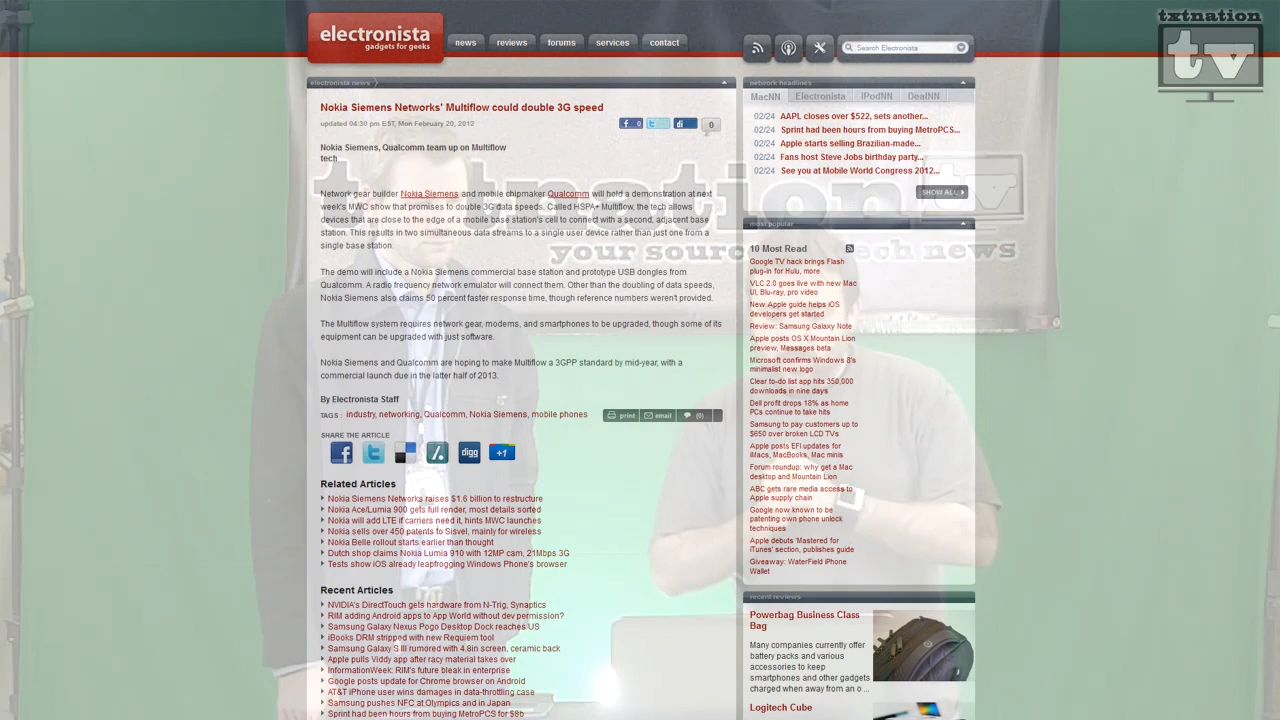 electronista
gadgets for geeks
news
reviews
forums
services
contact
Search Electronista
txtnation
tv
electronista news
Nokia Siemens Networks' Multiflow could double 3G speed
updated 04:30 pm EST, Mon February 20, 2012
0
di
0
Nokia Siemens, Qualcomm team up on Multiflow
tech
Network gear builder Nokia Siemens and mobile chipmaker Qualcomm will hold a demonstration at next
week's MWC show that promises to double 3G data speeds. Called HSPA+ Multiflow, the tech allows
devices that are close to the edge of a mobile base station's cell to connect with a second, adjacent base
station. This results in two simultaneous data streams to a single user device rather than just one from a
single base station.
The demo will include a Nokia Siemens commercial base station and prototype USB dongles from
Qualcomm. A radio frequency network emulator will connect them. Other than the doubling of data speeds,
Nokia Siemens also claims 50 percent faster response time, though reference numbers weren't provided.
The Multiflow system requires network gear, modems, and smartphones to be upgraded, though some of its
equipment can be upgraded with just software.
Nokia Siemens and Qualcomm are hoping to make Multiflow a 3GPP standard by mid-year, with a
commercial launch due in the latter half of 2013.
By Electronista Staff
TAGS : industry, networking, Qualcomm, Nokia Siemens, mobile phones
print
email
(0)
SHARE THE ARTICLE
digg
+1
Related Articles
Nokia Siemens Networks raises $1.6 billion to restructure
Nokia Ace/Lumia 900 gets full render, most details sorted
Nokia will add LTE if carriers need it, hints MWC launches
Nokia sells over 450 patents to Sisvel, mainly for wireless
Nokia Belle rollout starts earlier than thought
Dutch shop claims Nokia Lumia 910 with 12MP cam, 21Mbps 3G
Tests show iOS already leapfrogging Windows Phone's browser
Recent Articles
NVIDIA's DirectTouch gets hardware from N-Trig, Synaptics
RIM adding Android apps to App World without dev permission?
Samsung Galaxy Nexus Pogo Desktop Dock reaches US
iBooks DRM stripped with new Requiem tool
Samsung Galaxy S III rumored with 4.8in screen, ceramic back
Apple pulls Viddy app after racy material takes over
InformationWeek: RIM's future bleak in enterprise
Google posts update for Chrome browser on Android
AT&T iPhone user wins damages in data-throttling case
Samsung pushes NFC at Olympics and in Japan
Sprint had been hours from buying MetroPCS for $8b
network headlines
MacNN
Electronista
iPodNN
DealNN
02/24 AAPL closes over $522, sets another...
02/24 Sprint had been hours from buying MetroPCS...
02/24 Apple starts selling Brazilian-made...
02/24 Fans host Steve Jobs birthday party...
02/24 See you at Mobile World Congress 2012...
SHOW ALL
most popular
10 Most Read
Google TV hack brings Flash
plug-in for Hulu, more
VLC 2.0 goes live with new Mac
UI, Blu-ray, pro video
New Apple guide helps iOS
developers get started
Review: Samsung Galaxy Note
Apple posts OS X Mountain Lion
preview, Messages beta
Microsoft confirms Windows 8's
minimalist new logo
Clear to-do list app hits 350,000
downloads in nine days
Dell profit drops 18% as home
PCs continue to take hits
Samsung to pay customers up to
$650 over broken LCD TVs
Apple posts EFI updates for
iMacs, MacBooks, Mac minis
Forum roundup: why get a Mac
desktop and Mountain Lion
ABC gets rare media access to
Apple supply chain
Google now known to be
patenting own phone unlock
techniques
Apple debuts 'Mastered for
iTunes' section, publishes guide
Giveaway: WaterField iPhone
Wallet
recent reviews
Powerbag Business Class
Bag
Many companies currently offer
battery packs and various
accessories to keep
smartphones and other gadgets
charged when away from an o ...
Logitech Cube
your source
tech news